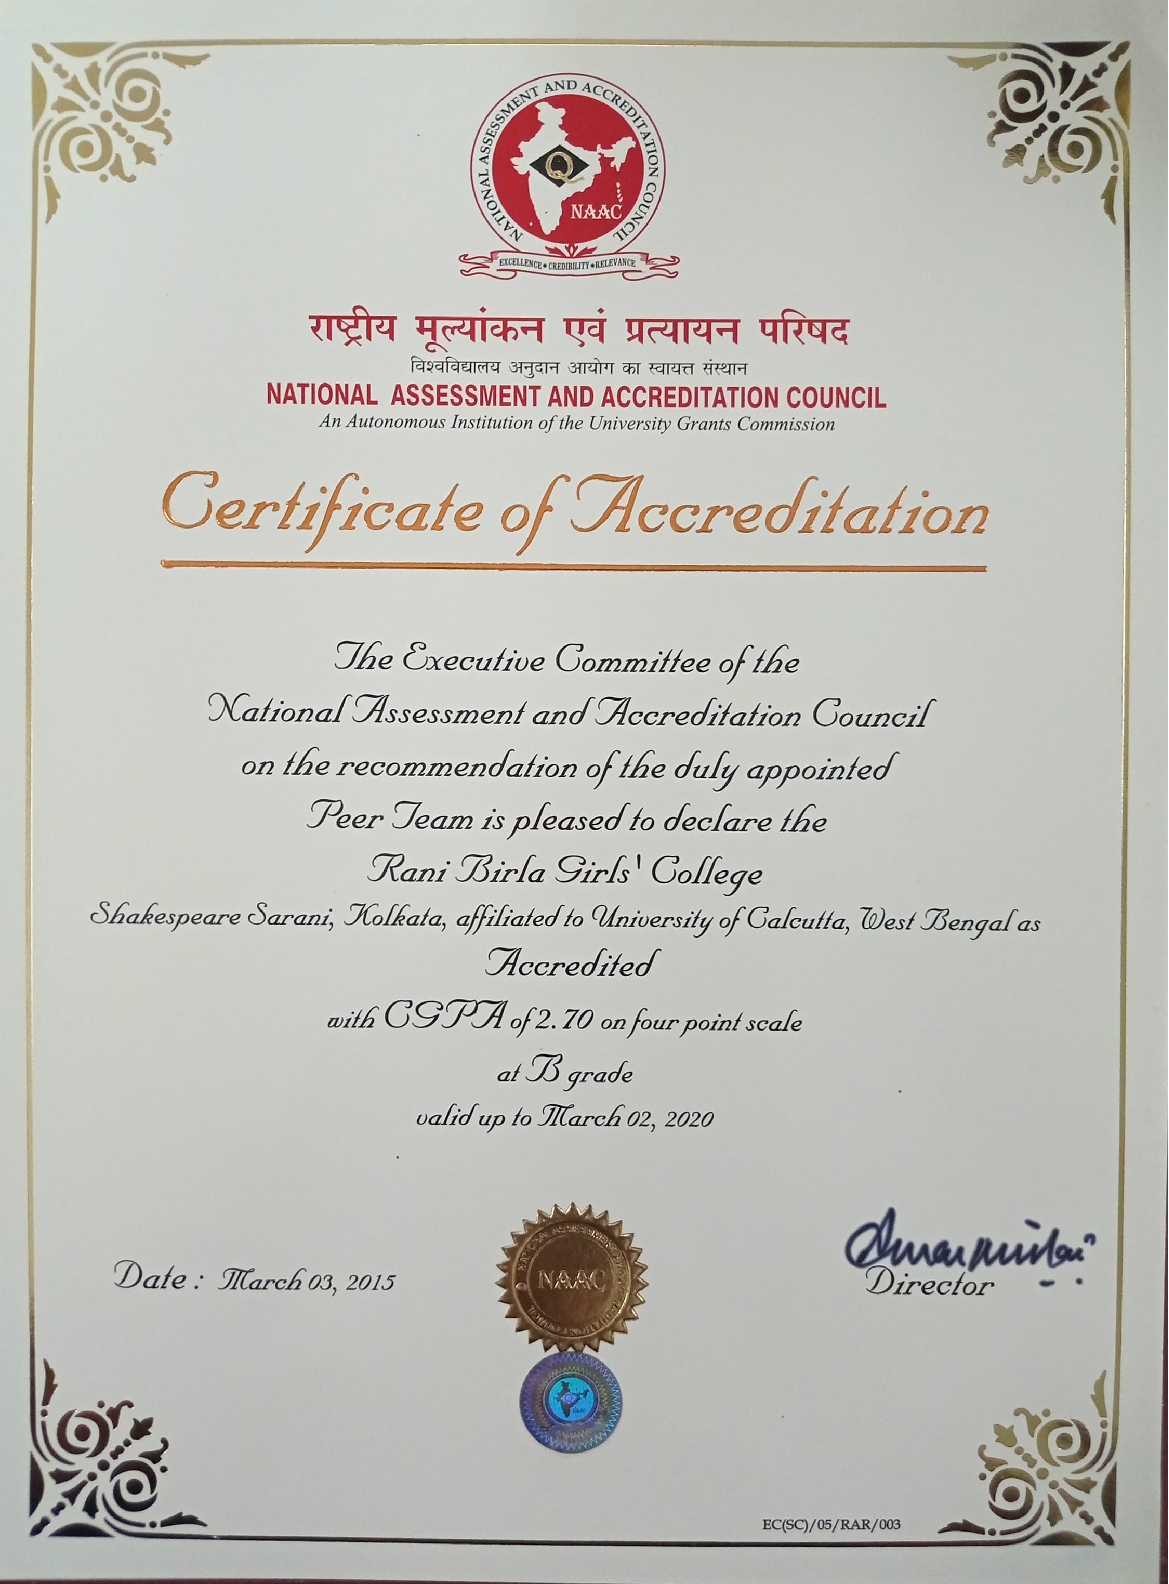 NATIONAL ASSESSMENT AND ACCREDITATION COUNCIL
Q
NAAC
EXCELLENCE • CREDIBILITY • RELEVANCE
राष्ट्रीय मूल्यांकन एवं प्रत्यायन परिषद
विश्वविद्यालय अनुदान आयोग का स्वायत्त संस्थान
NATIONAL ASSESSMENT AND ACCREDITATION COUNCIL
An Autonomous Institution of the University Grants Commission
Certificate of Accreditation
The Executive Committee of the
National Assessment and Accreditation Council
on the recommendation of the duly appointed
Peer Team is pleased to declare the
Rani Birla Girls' College
Shakespeare Sarani, Kolkata, affiliated to University of Calcutta, West Bengal as
Accredited
with CGPA of 2.70 on four point scale
at B grade
valid up to March 02, 2020
Date : March 03, 2015
NAAC
Director
EC(SC)/05/RAR/003